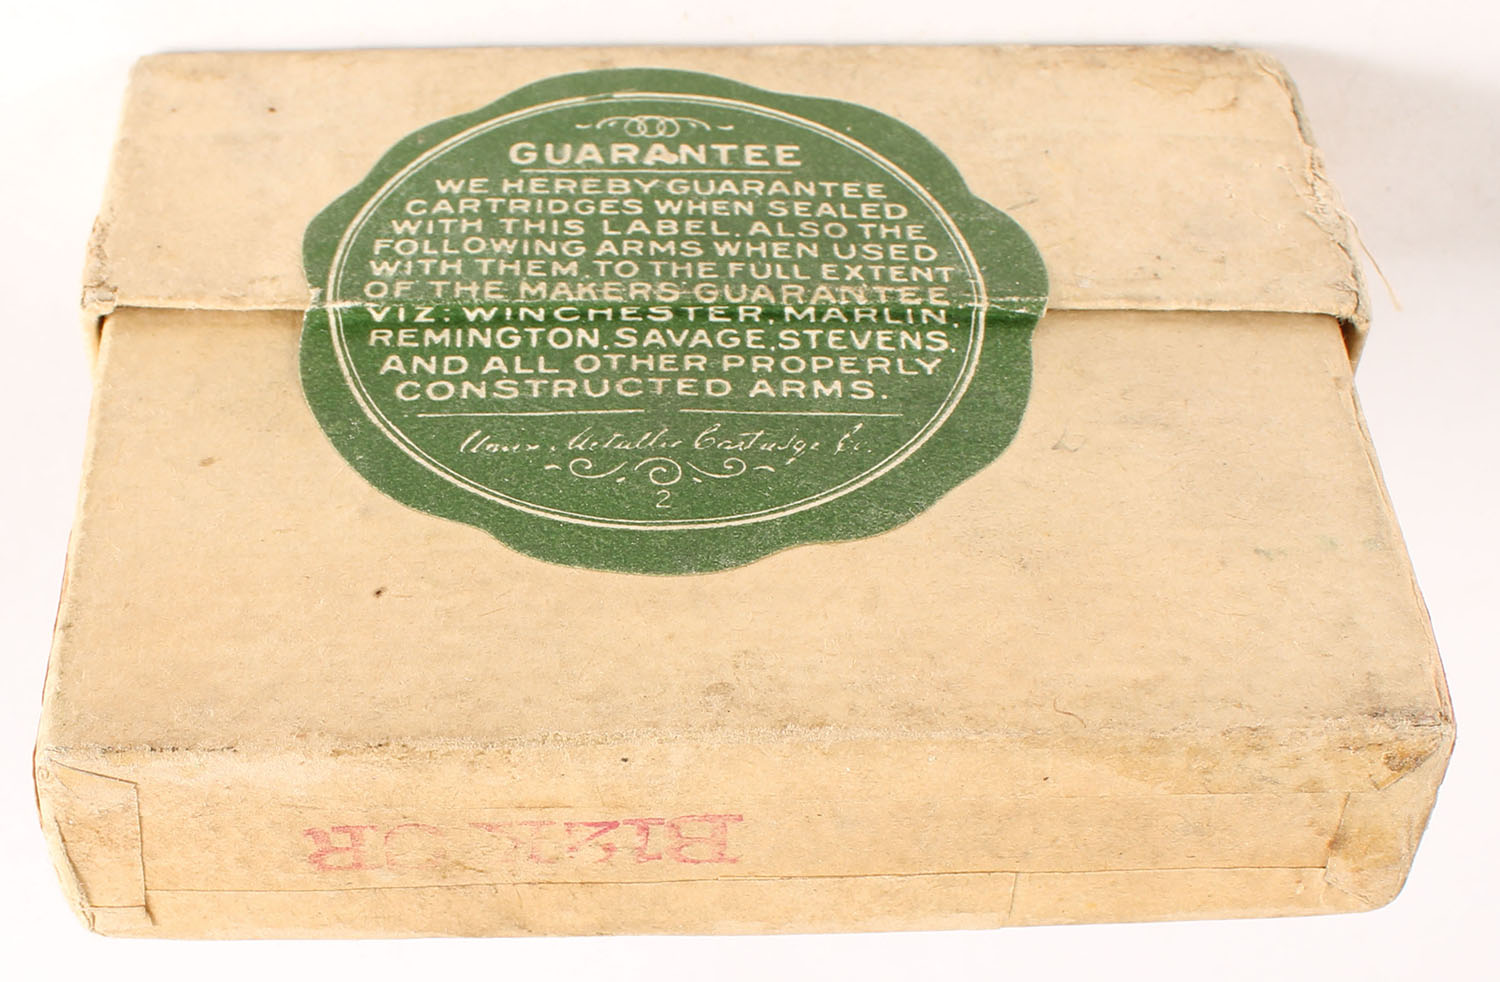 GUARANTEE
WE HEREBY GUARANTEE
CARTRIDGES WHEN SEALED
WITH THIS LABEL. ALSO THE
FOLLOWING ARMS WHEN USED
WITH THEM. TO THE FULL EXTENT
OF THE MAKERS GUARANTEE
VIZ: WINCHESTER, MARLIN,
REMINGTON, SAVAGE, STEVENS,
AND ALL OTHER PROPERLY
CONSTRUCTED ARMS.
Union Metallic Cartridge Co.
2